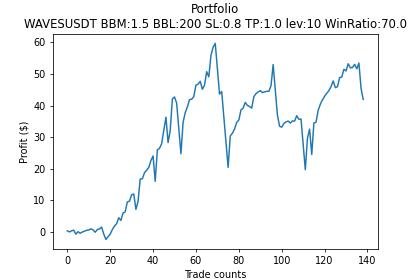 Portfolio
WAVESUSDT BBM:1.5 BBL:200 SL:0.8 TP:1.0 lev:10 WinRatio:70.0
60
50
40
30
20
10
0
Profit ($)
0 20 40 60 80 100 120 140
Trade counts